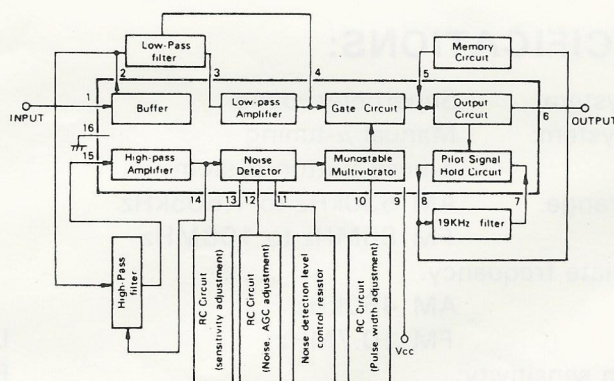 Low-Pass
filter
Memory
Circuit
2
3
4
5
1
INPUT
Buffer
Low-pass
Amplifier
Gate Circuit
Output
Circuit
6
OUTPUT
16
15
High-pass
Amplifier
Noise
Detector
Munostable
Multivibrator
Pilot Signal
Hold Circuit
14
13
12
11
10
9
8
7
19KHz filter
High-Pass
filter
RC Circuit
(sensitivity adjustment)
RC Circuit
(Noise, AGC adjustment)
Noise detection level
control resistor
RC Circuit
(Pulse width adjustment)
Vcc